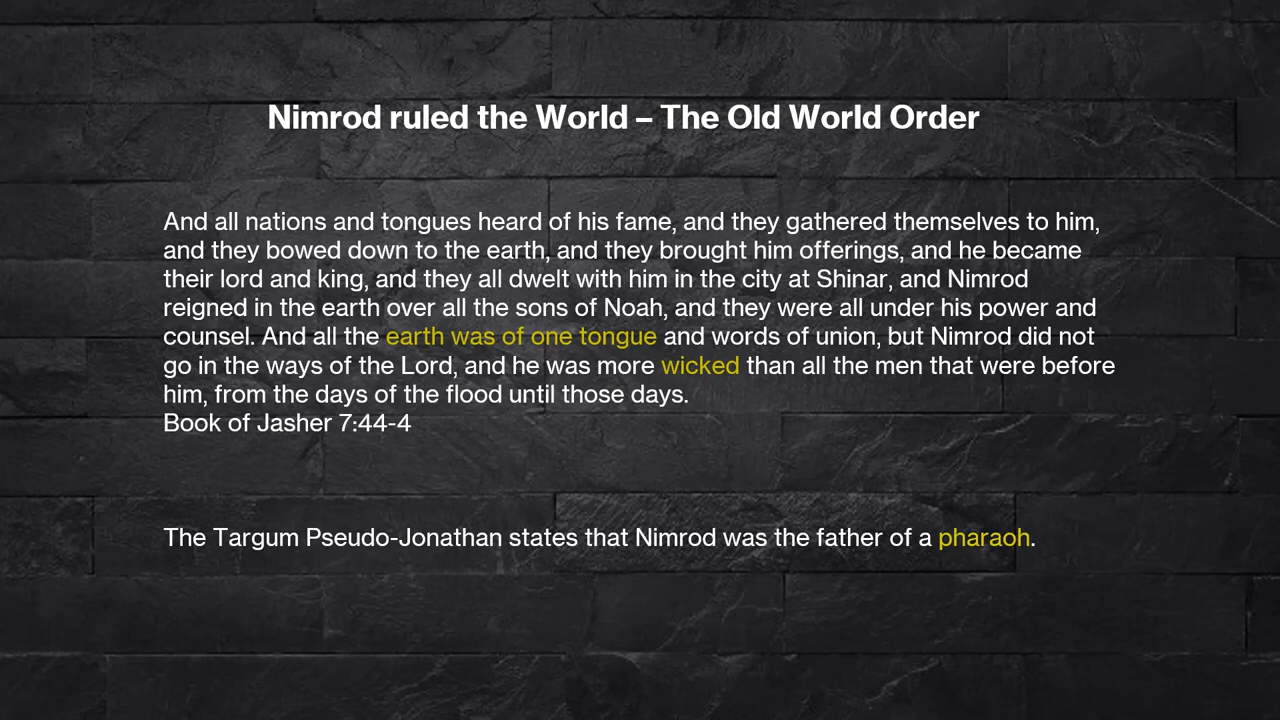 Nimrod ruled the World – The Old World Order
And all nations and tongues heard of his fame, and they gathered themselves to him,
and they bowed down to the earth, and they brought him offerings, and he became
their lord and king, and they all dwelt with him in the city at Shinar, and Nimrod
reigned in the earth over all the sons of Noah, and they were all under his power and
counsel. And all the earth was of one tongue and words of union, but Nimrod did not
go in the ways of the Lord, and he was more wicked than all the men that were before
him, from the days of the flood until those days.
Book of Jasher 7:44-4
The Targum Pseudo-Jonathan states that Nimrod was the father of a pharaoh.